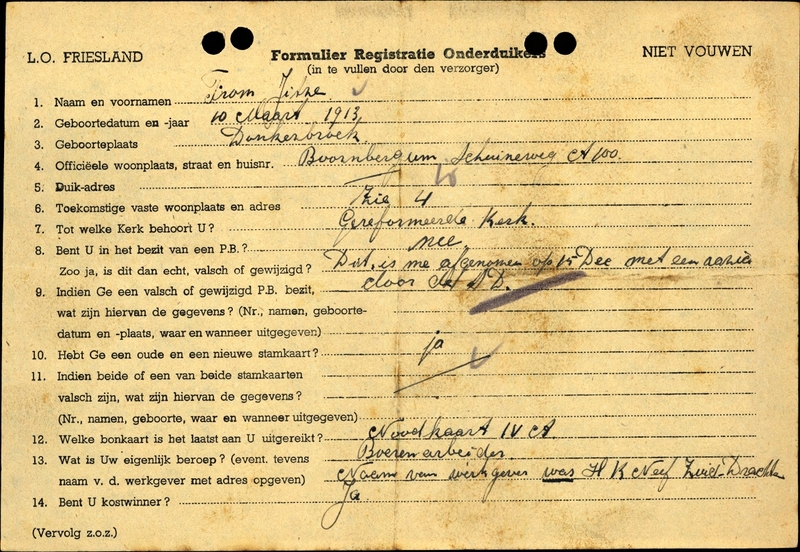 L.O. FRIESLAND
Formulier Registratie Onderduikers
NIET VOUWEN
(in te vullen door den verzorger)
1. Naam en voornamen From Jitze
2. Geboortedatum en -jaar 10 Maart 1913
3. Geboorteplaats Donkerbroek
4. Officiëele woonplaats, straat en huisnr. Boornbergum A 100.
5. Duik-adres
6. Toekomstige vaste woonplaats en adres Zie 4
7. Tot welke Kerk behoort U? Gereformeerde Kerk.
8. Bent U in het bezit van een P.B.? nee
Zoo ja, is dit dan echt, valsch of gewijzigd? Dit is me afgenomen op 15 Dec met een razia
9. Indien Ge een valsch of gewijzigd P.B. bezit, door de S D.
wat zijn hiervan de gegevens? (Nr., namen, geboorte-
datum en -plaats, waar en wanneer uitgegeven)
10. Hebt Ge een oude en een nieuwe stamkaart? ja
11. Indien beide of een van beide stamkaarten
valsch zijn, wat zijn hiervan de gegevens?
(Nr., namen, geboorte, waar en wanneer uitgegeven)
12. Welke bonkaart is het laatst aan U uitgereikt? Noodkaart IV A
13. Wat is Uw eigenlijk beroep? (event. tevens Boerenarbeider
naam v. d. werkgever met adres opgeven) Naam van werkgever was H K Neef Zuid-Drachten
14. Bent U kostwinner? Ja
(Vervolg z.o.z.)